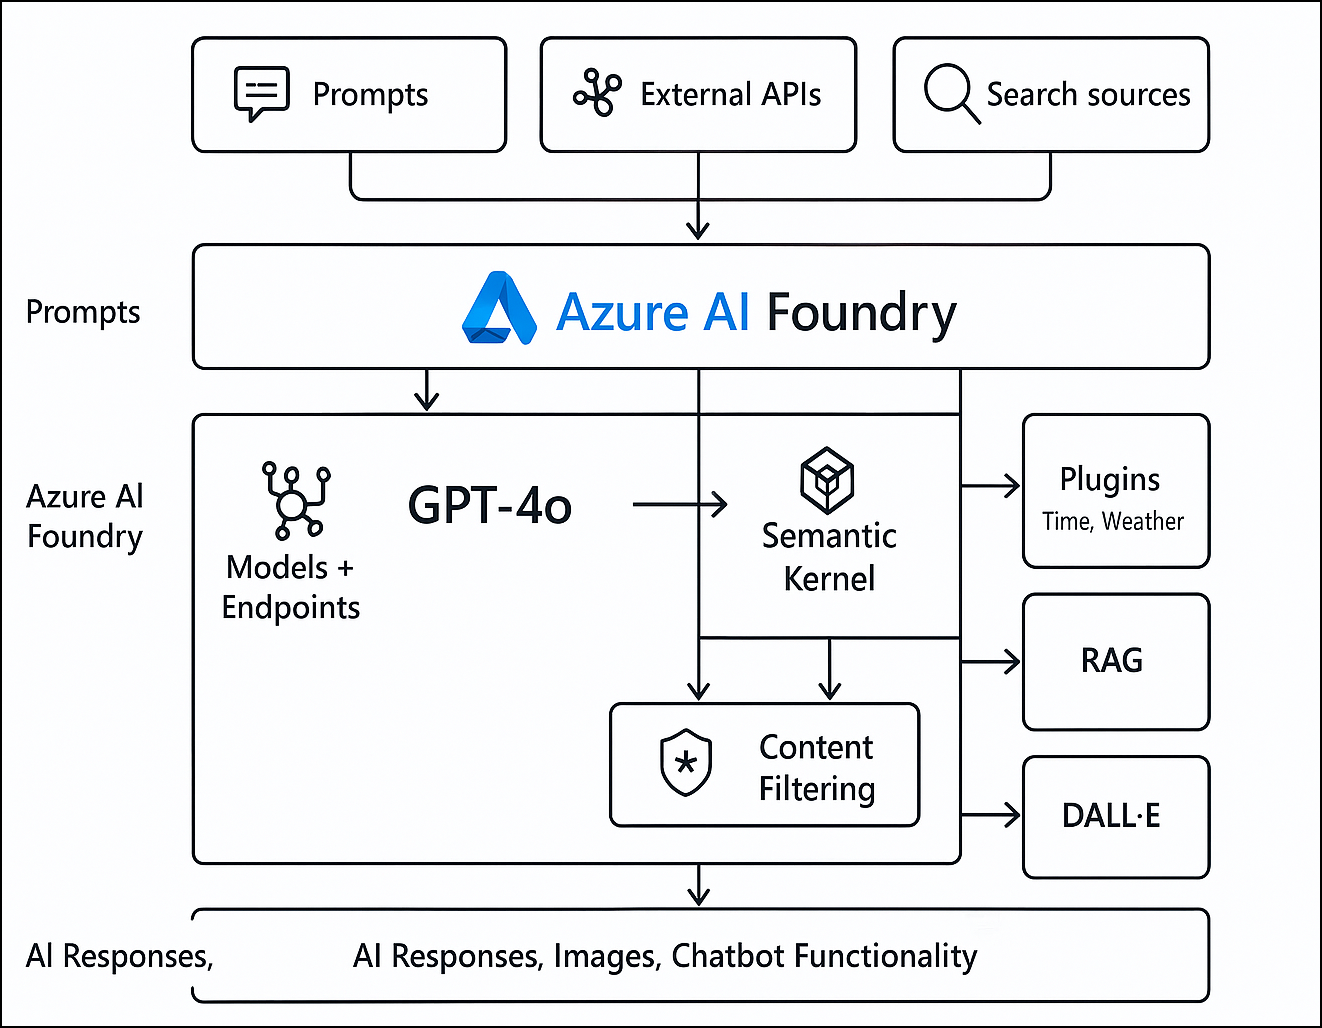 Prompts
External APIs
Search sources
Prompts
Azure AI Foundry
Azure AI
Foundry
Models +
Endpoints
GPT-4o
Semantic
Kernel
Plugins
Time, Weather
RAG
Content
Filtering
DALL·E
AI Responses,
AI Responses, Images, Chatbot Functionality